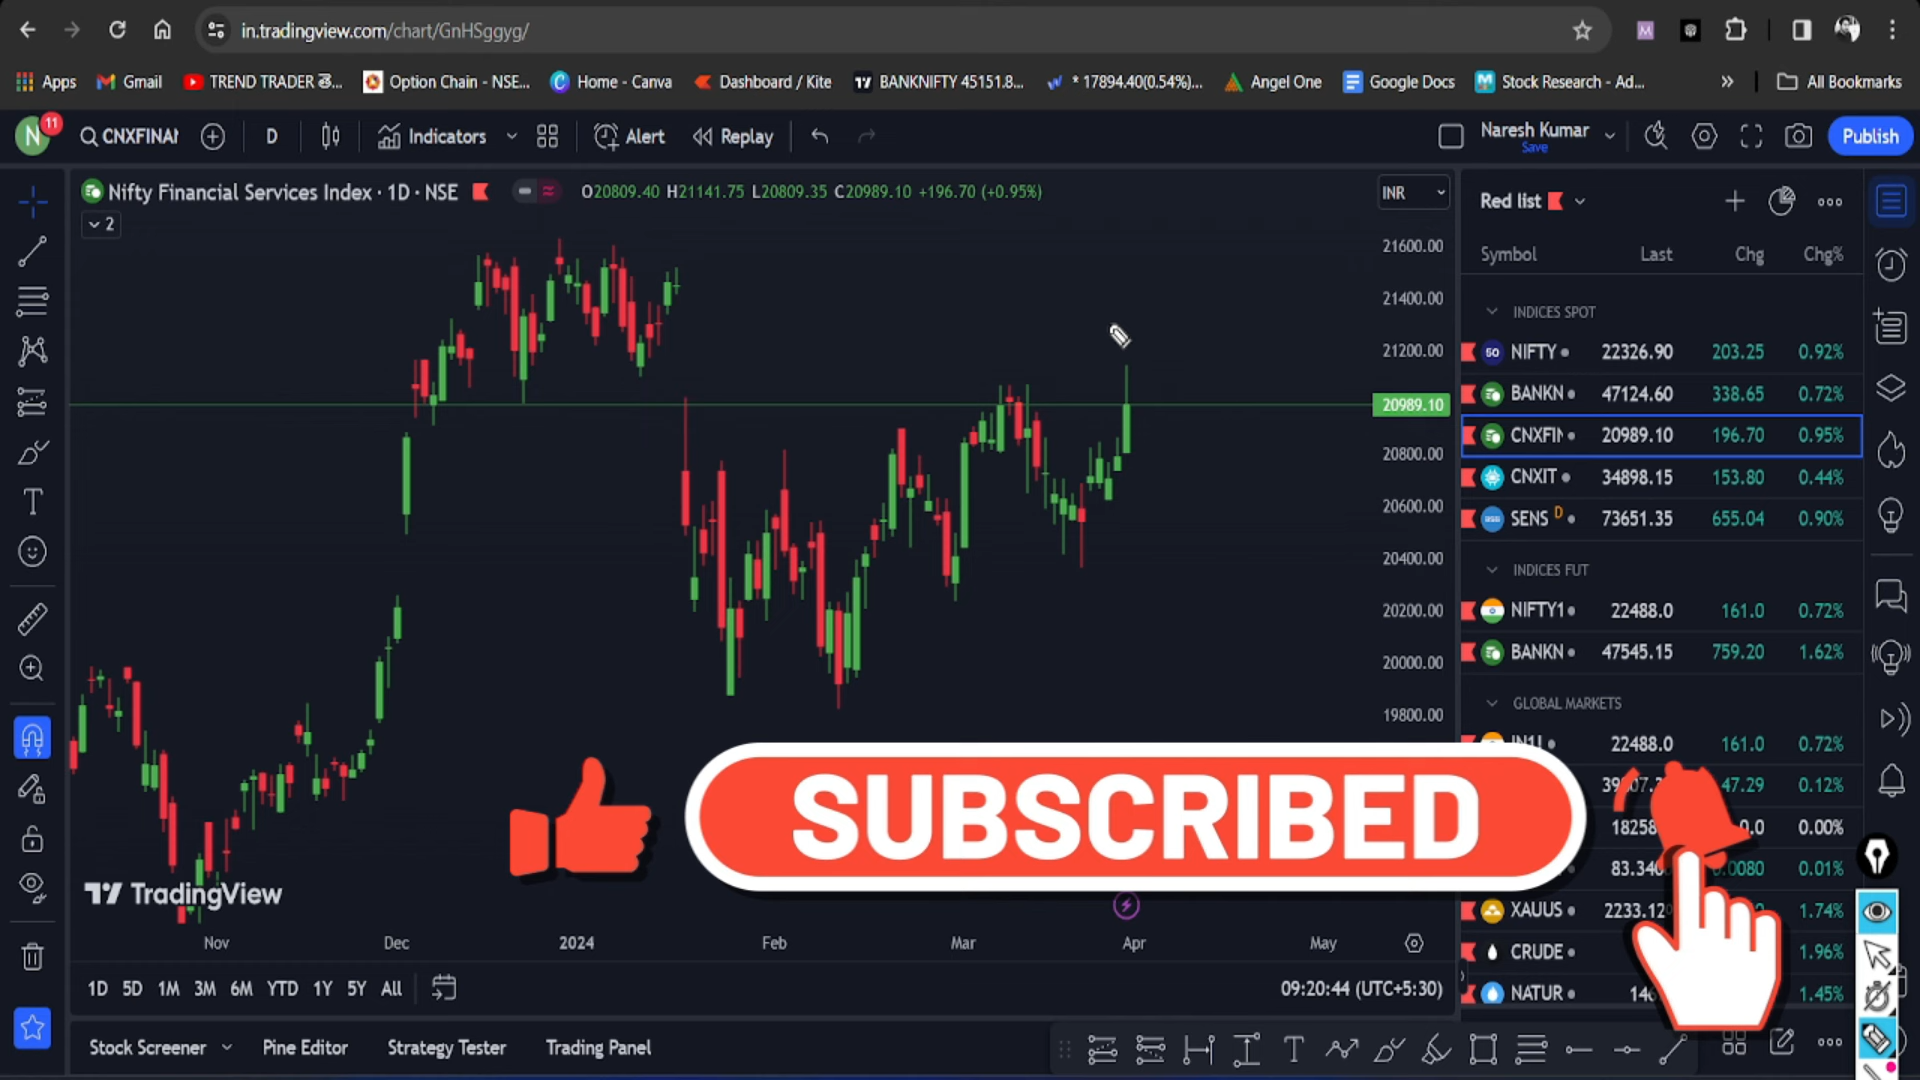 in.tradingview.com/chart/GnHSggyg/
Apps
Gmail
TREND TRADER తె...
Option Chain - NSE...
Home - Canva
Dashboard / Kite
BANKNIFTY 45151.8...
* 17894.40(0.54%)...
Angel One
Google Docs
Stock Research - Ad...
All Bookmarks
N
11
CNXFINAN
D
Indicators
Alert
Replay
Naresh Kumar
Save
Publish
Nifty Financial Services Index · 1D · NSE
O20809.40 H21141.75 L20809.35 C20989.10 +196.70 (+0.95%)
INR
2
21600.00
21400.00
21200.00
20989.10
20800.00
20600.00
20400.00
20200.00
20000.00
19800.00
Red list
Symbol Last Chg Chg%
INDICES SPOT
NIFTY 22326.90 203.25 0.92%
BANKN 47124.60 338.65 0.72%
CNXFIN 20989.10 196.70 0.95%
CNXIT 34898.15 153.80 0.44%
SENS D 73651.35 655.04 0.90%
INDICES FUT
NIFTY1 22488.0 161.0 0.72%
BANKN 47545.15 759.20 1.62%
GLOBAL MARKETS
22488.0 161.0 0.72%
47.29 0.12%
0.00%
0.01%
XAUUS 1.74%
CRUDE 1.96%
NATUR 1.45%
SUBSCRIBED
TradingView
Nov Dec 2024 Feb Mar Apr May
1D 5D 1M 3M 6M YTD 1Y 5Y All
09:20:44 (UTC+5:30)
Stock Screener
Pine Editor
Strategy Tester
Trading Panel